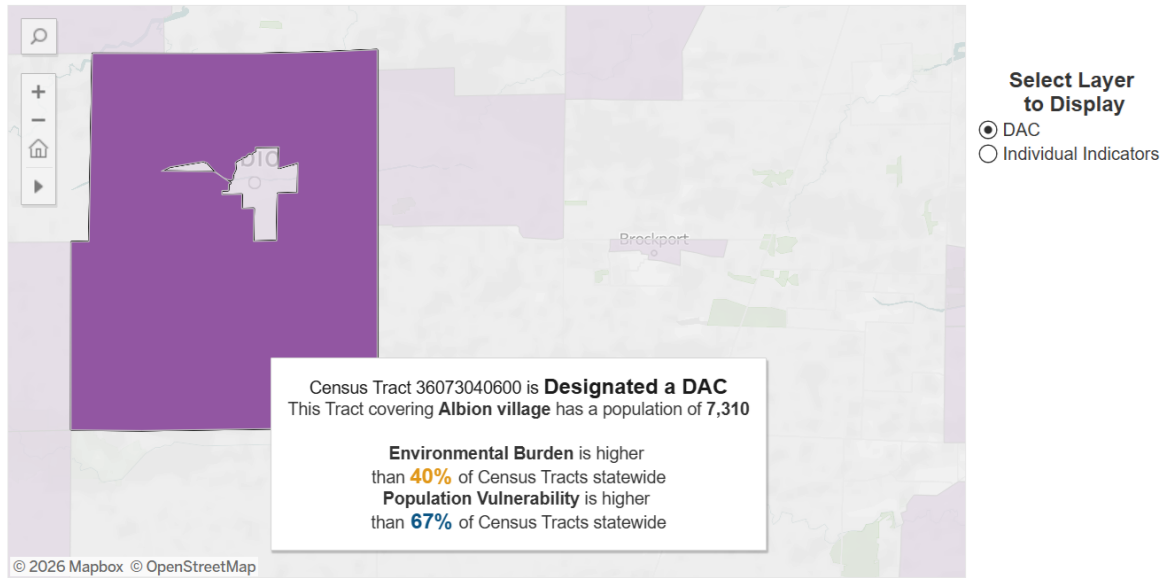 Select Layer
to Display
DAC
Individual Indicators
Brockport
Census Tract 36073040600 is Designated a DAC
This Tract covering Albion village has a population of 7,310
Environmental Burden is higher
than 40% of Census Tracts statewide
Population Vulnerability is higher
than 67% of Census Tracts statewide
© 2026 Mapbox © OpenStreetMap